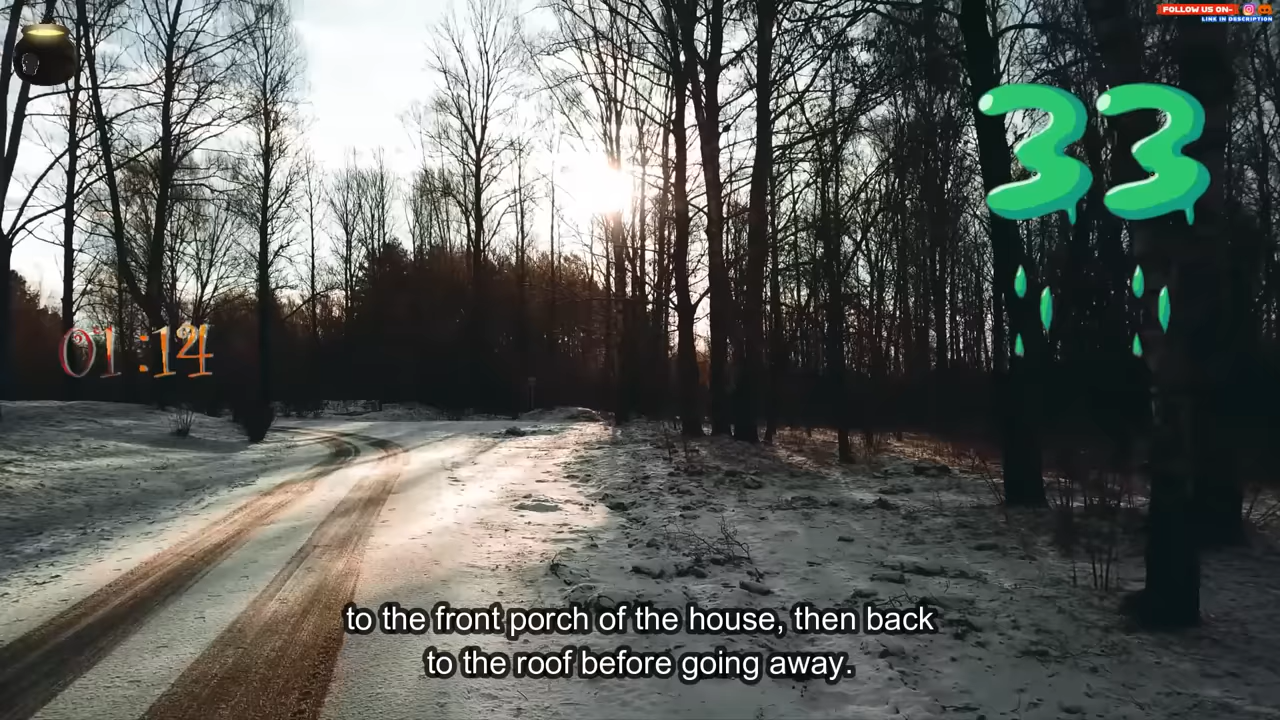 FOLLOW US ON-
LINK IN DESCRIPTION
33
01:14
to the front porch of the house, then back
to the roof before going away.